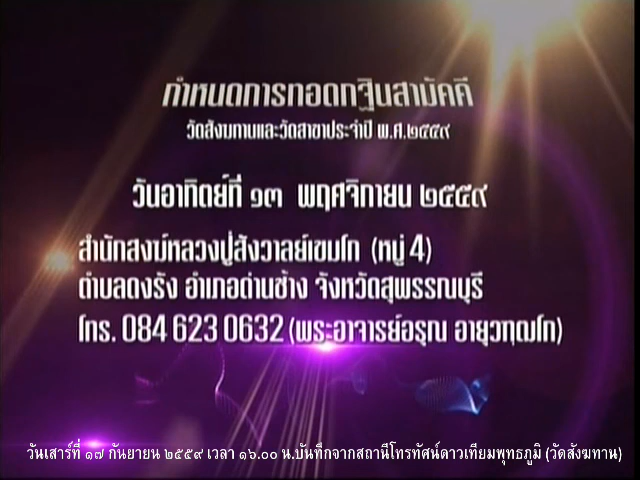 กำหนดการทอดกฐินสามัคคี
วัดสังฆทานและวัดสาขาประจำปี พ.ศ.๒๕๕๙
วันอาทิตย์ที่ ๑๓ พฤศจิกายน ๒๕๕๙
สำนักสงฆ์หลวงปู่สังวาลย์เขมโก (หมู่ 4)
ตำบลดงรัง อำเภอด่านช้าง จังหวัดสุพรรณบุรี
โทร. 084 623 0632 (พระอาจารย์อรุณ อายุวฑฺฒโก)
วันเสาร์ที่ ๑๗ กันยายน ๒๕๕๙ เวลา ๑๖.๐๐ น.บันทึกจากสถานีโทรทัศน์ดาวเทียมพุทธภูมิ (วัดสังฆทาน)